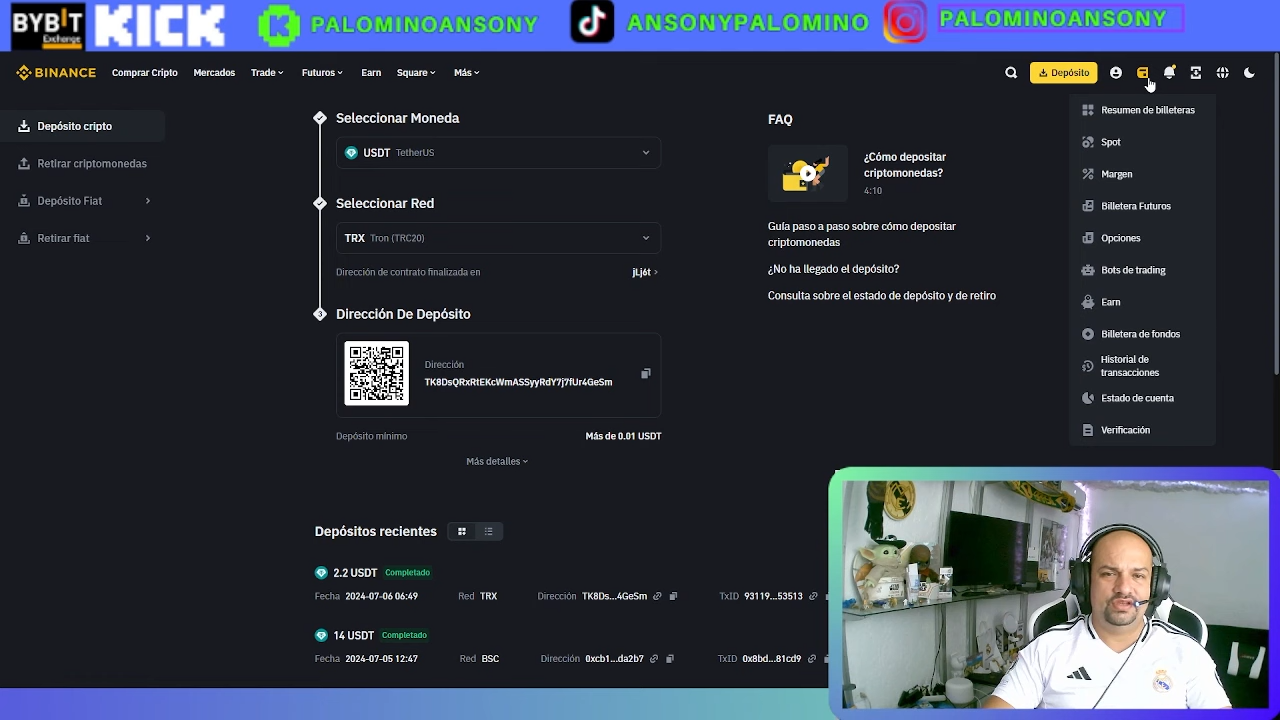 BYBIT
Exchange
KICK
PALOMINOANSONY
ANSONYPALOMINO
PALOMINOANSONY
BINANCE
Comprar Cripto
Mercados
Trade
Futuros
Earn
Square
Más
Depósito
Depósito cripto
Retirar criptomonedas
Depósito Fiat
Retirar fiat
Seleccionar Moneda
USDT TetherUS
Seleccionar Red
TRX Tron (TRC20)
Dirección de contrato finalizada en
jLj6t
Dirección De Depósito
Dirección
TK8DsQRxRtEKcWmASSyyRdY7j7fUr4GeSm
Depósito mínimo
Más de 0.01 USDT
Más detalles
FAQ
¿Cómo depositar
criptomonedas?
4:10
Guía paso a paso sobre cómo depositar
criptomonedas
¿No ha llegado el depósito?
Consulta sobre el estado de depósito y de retiro
Resumen de billeteras
Spot
Margen
Billetera Futuros
Opciones
Bots de trading
Earn
Billetera de fondos
Historial de
transacciones
Estado de cuenta
Verificación
Depósitos recientes
2.2 USDT Completado
Fecha 2024-07-06 06:49 Red TRX Dirección TK8Ds...4GeSm TxID 93119...53513
14 USDT Completado
Fecha 2024-07-05 12:47 Red BSC Dirección 0xcb1...da2b7 TxID 0x8bd...81cd9